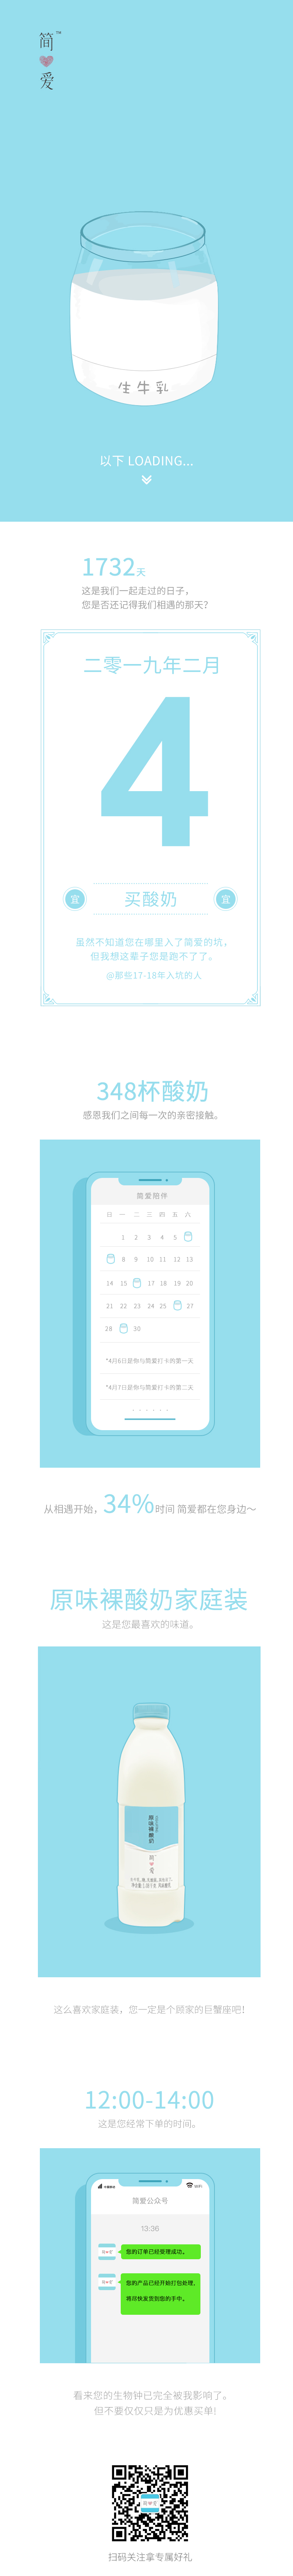 简
爱
TM
生牛乳
以下 LOADING...
1732天
这是我们一起走过的日子，
您是否还记得我们相遇的那天？
二零一九年二月
4
宜
买酸奶
宜
虽然不知道您在哪里入了简爱的坑，
但我想这辈子您是跑不了了。
@那些17-18年入坑的人
348杯酸奶
感恩我们之间每一次的亲密接触。
简爱陪伴
日 一 二 三 四 五 六
1 2 3 4 5
8 9 10 11 12 13
14 15 17 18 19 20
21 22 23 24 25 27
28 30
*4月6日是你与简爱打卡的第一天
*4月7日是你与简爱打卡的第二天
......
从相遇开始，34%时间 简爱都在您身边～
原味裸酸奶家庭装
这是您最喜欢的味道。
原味裸酸奶
简
爱
这么喜欢家庭装，您一定是个顾家的巨蟹座吧！
12:00-14:00
这是您经常下单的时间。
WiFi
简爱公众号
13:36
您的订单已经受理成功。
您的产品已经开始打包处理，
将尽快发货到您的手中。
看来您的生物钟已完全被我影响了。
但不要仅仅只是为优惠买单！
扫码关注拿专属好礼